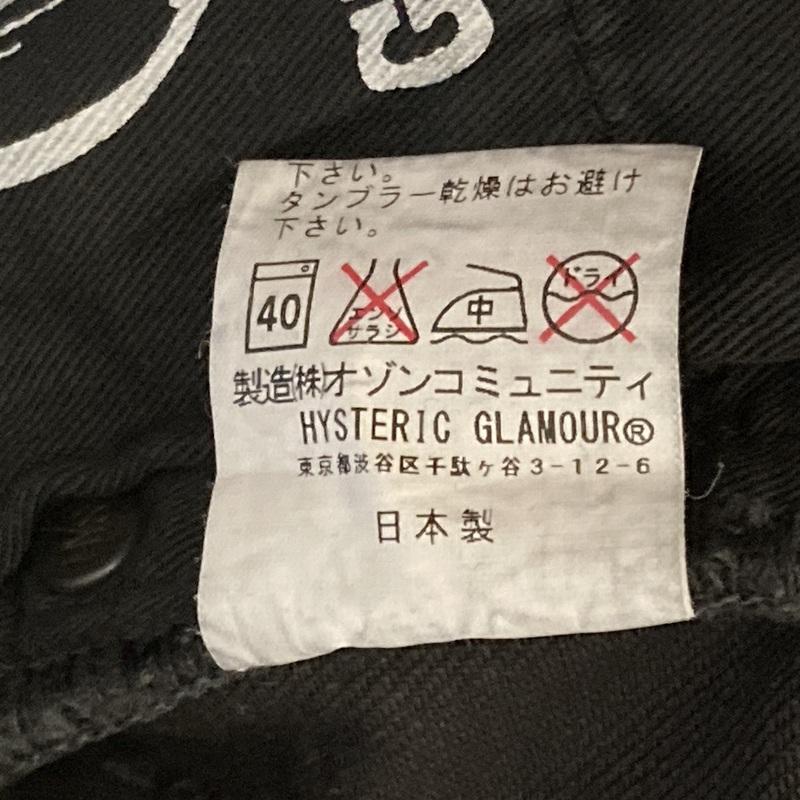 下さい。
タンブラー乾燥はお避け
下さい。
40 エンソ サラシ 中 ドライ
製造(株)オゾンコミュニティ
HYSTERIC GLAMOUR®
東京都渋谷区千駄ヶ谷3-12-6
日本製